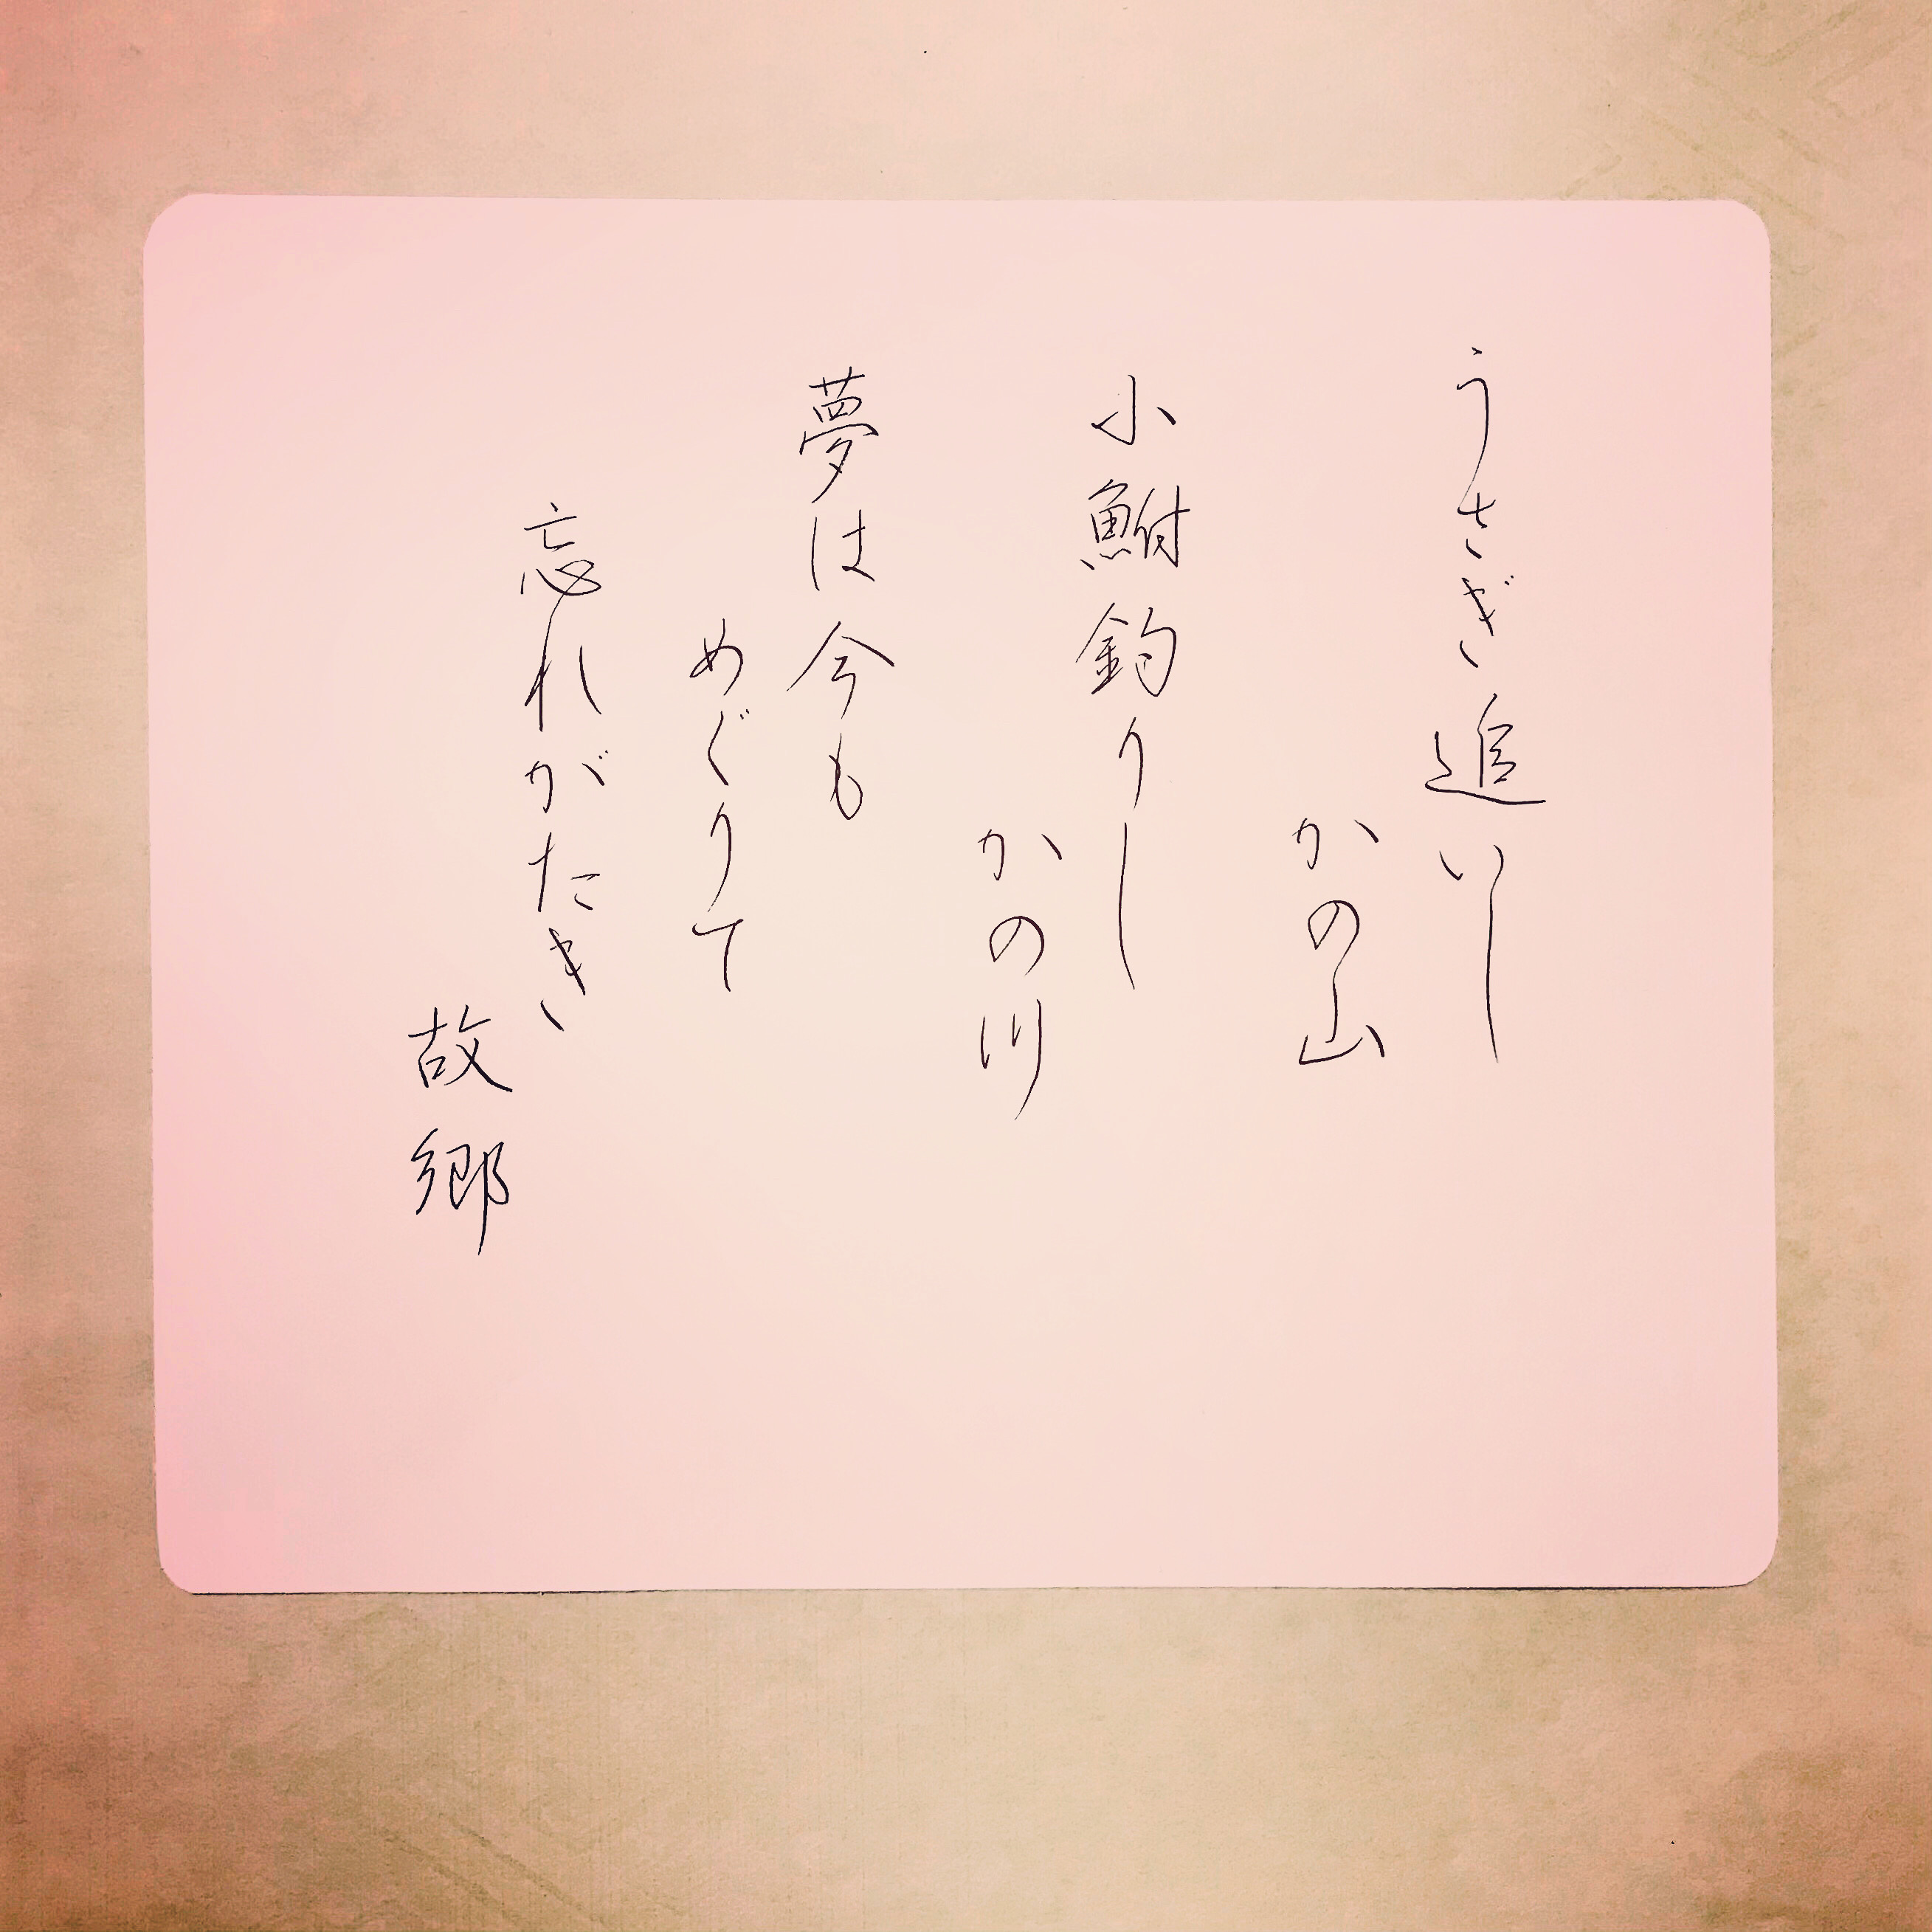 うさぎ追いし
かの山
小鮒釣りし
かの川
夢は今も
めぐりて
忘れがたき
故郷